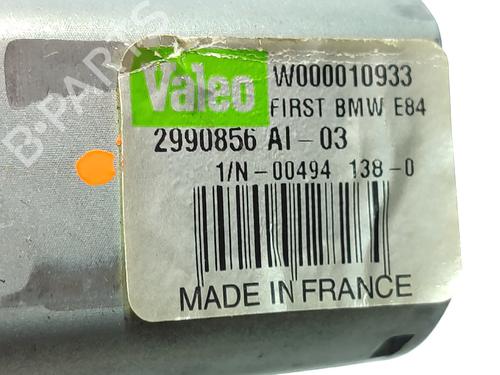 Valeo
W000010933
FIRST BMW E84
2990856 AI-03
1/N-00494 138-0
MADE IN FRANCE
B-PARTS